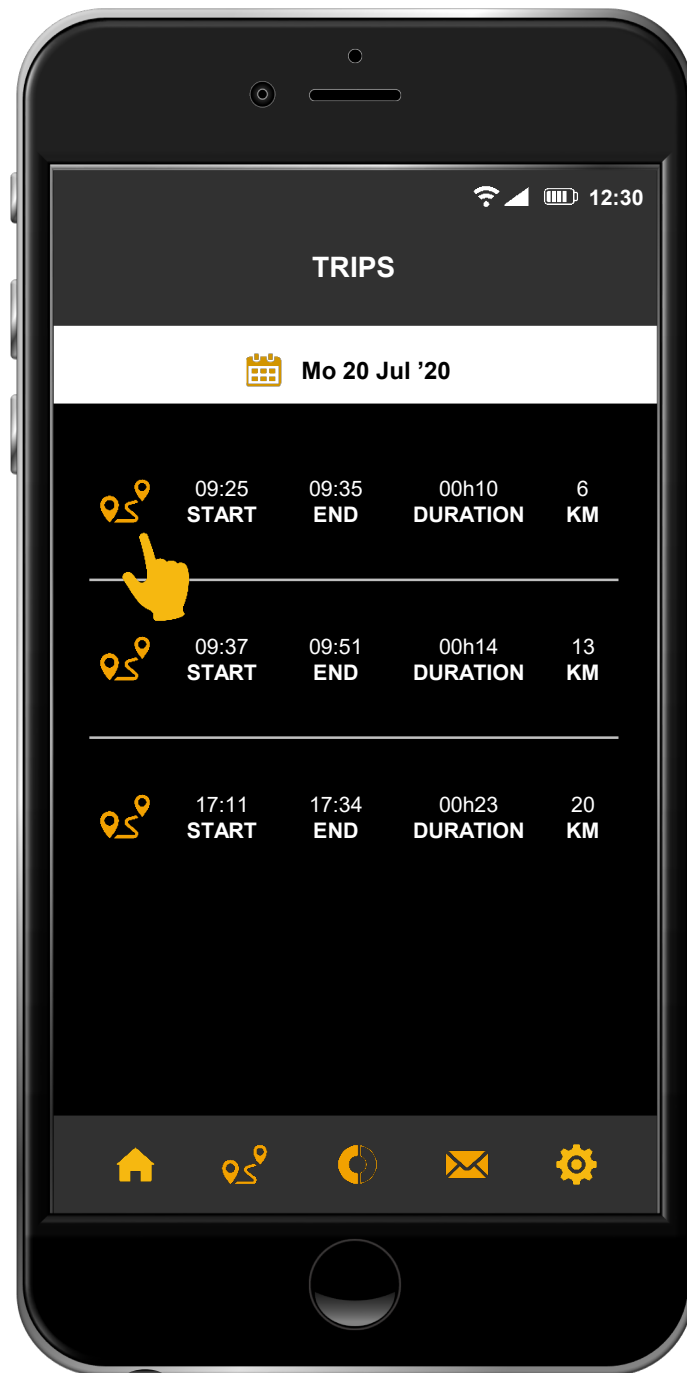 12:30
TRIPS
Mo 20 Jul ’20
09:25 09:35 00h10 6
START END DURATION KM
09:37 09:51 00h14 13
START END DURATION KM
17:11 17:34 00h23 20
START END DURATION KM